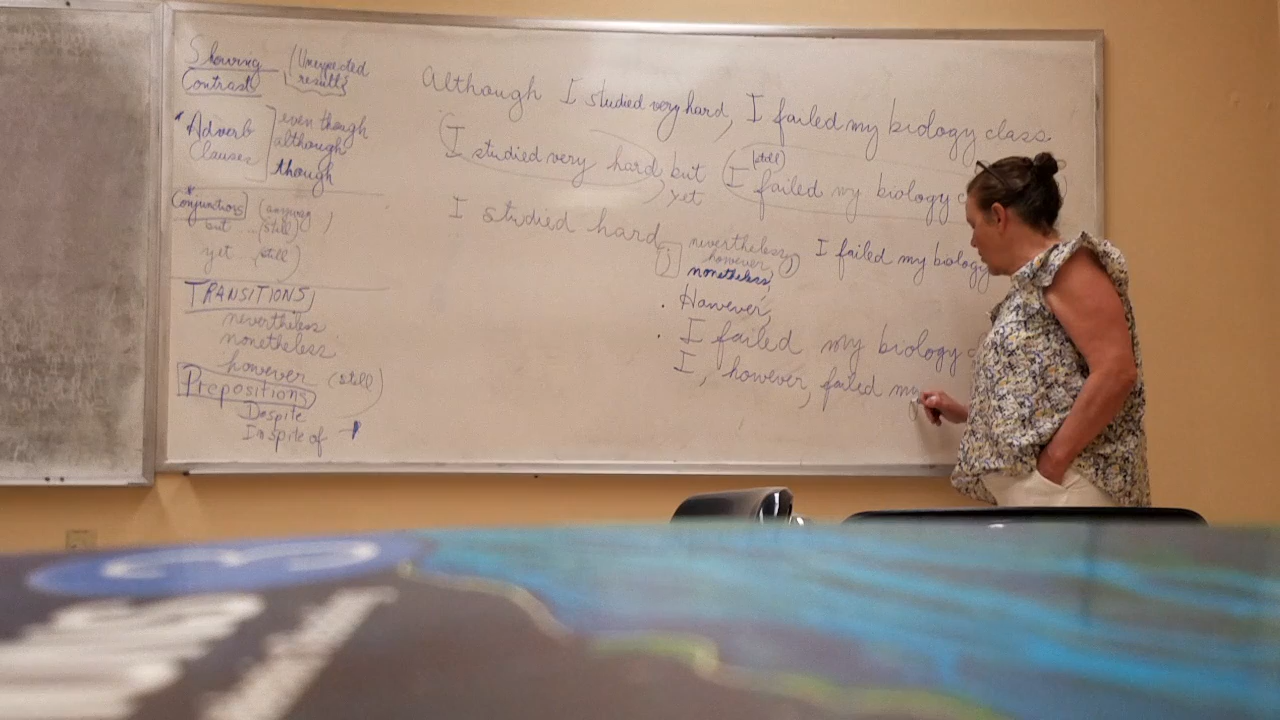 Showing (Unexpected
Contrast results
* Adverb even though
Clauses although
though
* Conjunctions (anyway)
but (still)
yet (still)
TRANSITIONS
nevertheless
nonetheless
however (still)
Prepositions
Despite
In spite of
Although I studied very hard, I failed my biology class.
(I studied very hard, but (I (still) failed my biology
yet
I studied hard ; nevertheless, I failed my biology
however,
nonetheless,
. However,
. I failed my biology
I, however, failed my